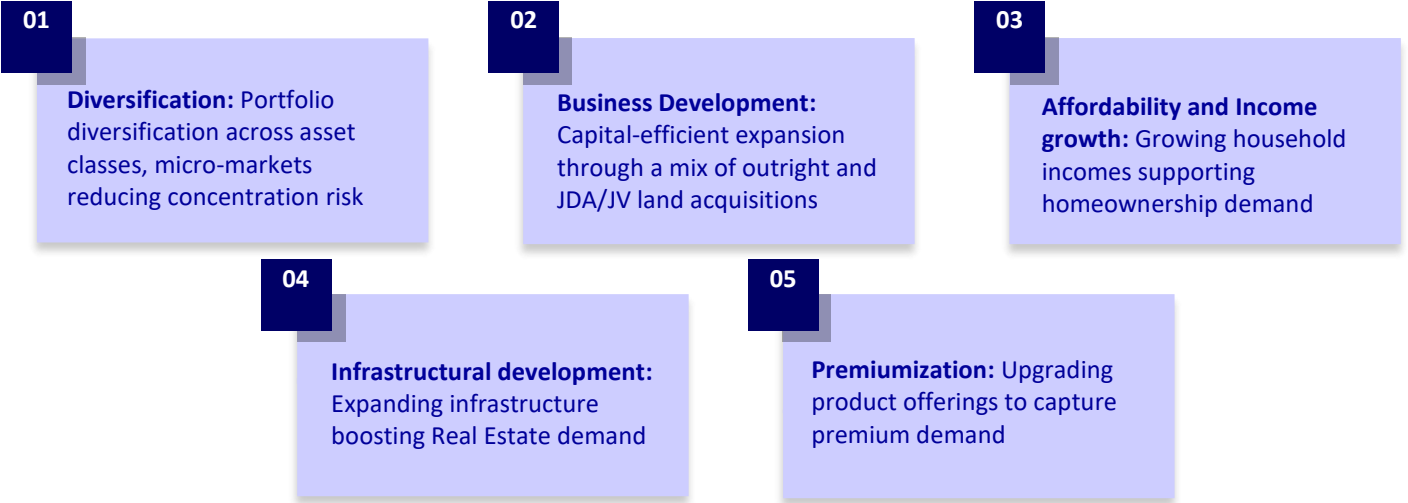 01
Diversification: Portfolio
diversification across asset
classes, micro-markets
reducing concentration risk
02
Business Development:
Capital-efficient expansion
through a mix of outright and
JDA/JV land acquisitions
03
Affordability and Income
growth: Growing household
incomes supporting
homeownership demand
04
Infrastructural development:
Expanding infrastructure
boosting Real Estate demand
05
Premiumization: Upgrading
product offerings to capture
premium demand